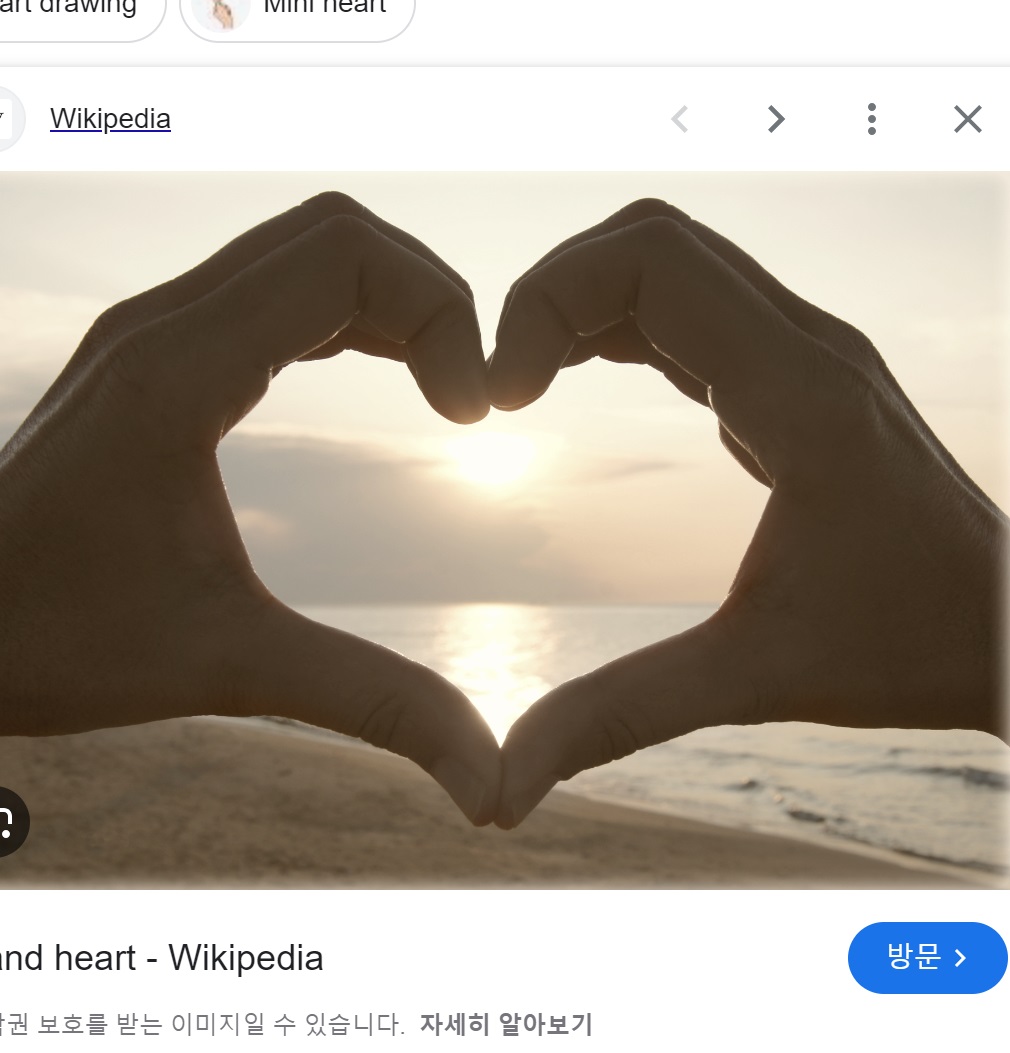 art drawing
Mini heart
Wikipedia
and heart - Wikipedia
방문
작권 보호를 받는 이미지일 수 있습니다. 자세히 알아보기